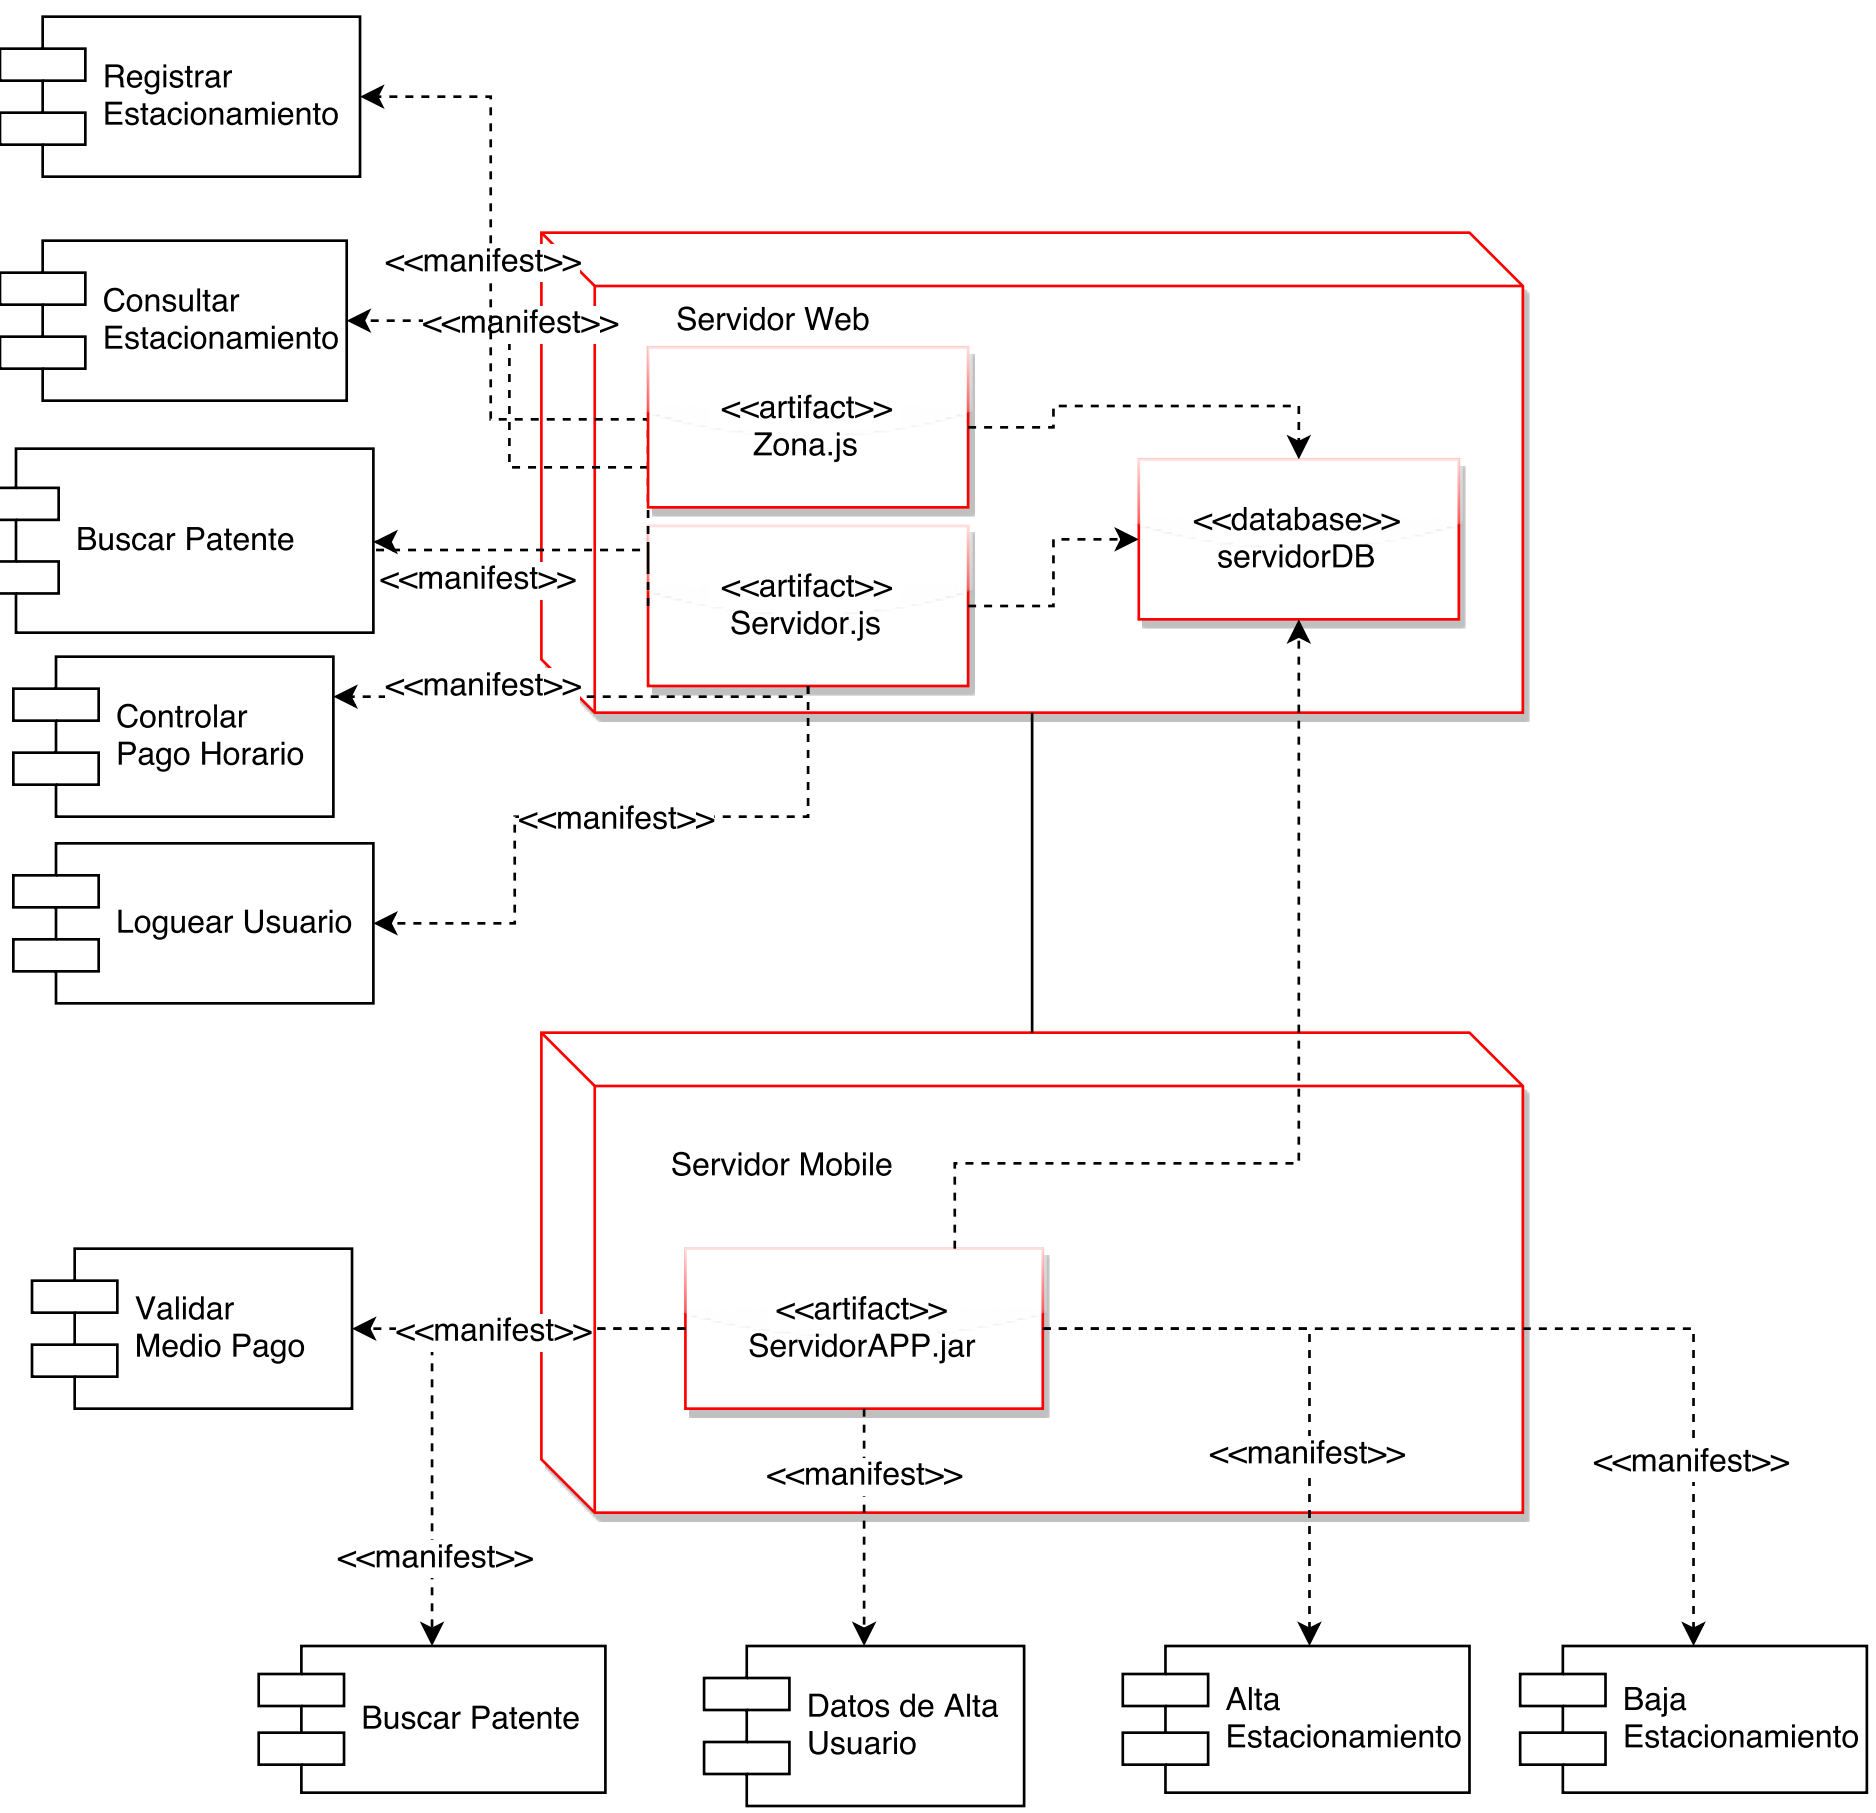 Registrar
Estacionamiento
<<manifest>>
Consultar
Estacionamiento
<<manifest>>
Servidor Web
<<artifact>>
Zona.js
<<database>>
servidorDB
Buscar Patente
<<manifest>>
<<artifact>>
Servidor.js
Controlar
Pago Horario
<<manifest>>
<<manifest>>
Loguear Usuario
Servidor Mobile
Validar
Medio Pago
<<manifest>>
<<artifact>>
ServidorAPP.jar
<<manifest>>
<<manifest>>
<<manifest>>
<<manifest>>
Buscar Patente
Datos de Alta
Usuario
Alta
Estacionamiento
Baja
Estacionamiento